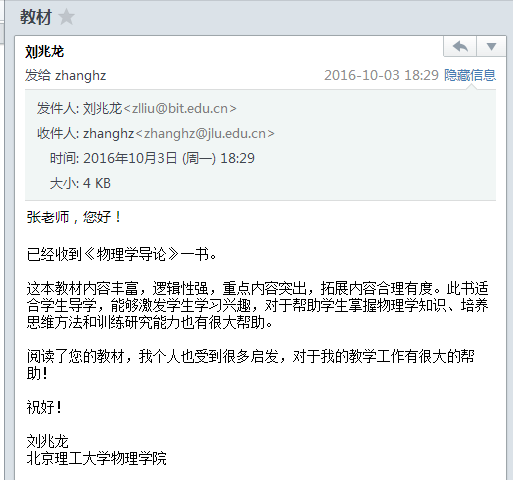 教材
刘兆龙
发给 zhanghz 2016-10-03 18:29 隐藏信息
发件人: 刘兆龙<zlliu@bit.edu.cn>
收件人: zhanghz<zhanghz@jlu.edu.cn>
时间: 2016年10月3日 (周一) 18:29
大小: 4 KB
张老师，您好！
已经收到《物理学导论》一书。
这本教材内容丰富，逻辑性强，重点内容突出，拓展内容合理有度。此书适
合学生导学，能够激发学生学习兴趣，对于帮助学生掌握物理学知识、培养
思维方法和训练研究能力也有很大帮助。
阅读了您的教材，我个人也受到很多启发，对于我的教学工作有很大的帮
助！
祝好！
刘兆龙
北京理工大学物理学院